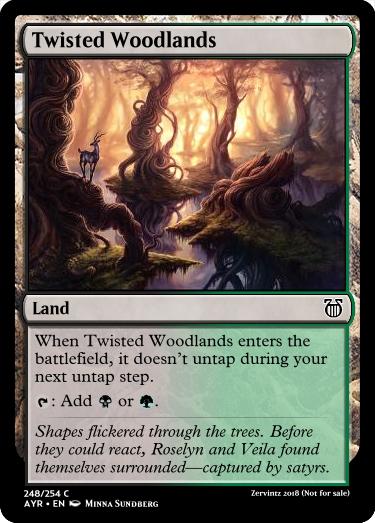 Twisted Woodlands
Land
When Twisted Woodlands enters the
battlefield, it doesn't untap during your
next untap step.
: Add or .
Shapes flickered through the trees. Before
they could react, Roselyn and Veila found
themselves surrounded—captured by satyrs.
248/254 C
Zervintz 2018 (Not for sale)
AYR • EN Minna Sundberg